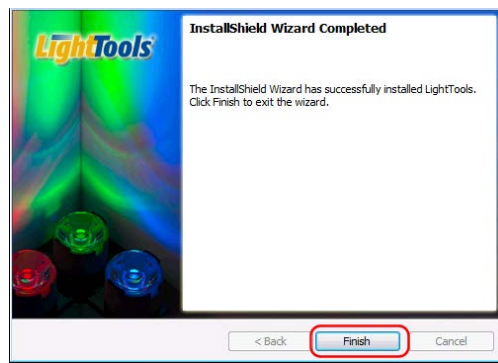 LightTools
InstallShield Wizard Completed
The InstallShield Wizard has successfully installed LightTools.
Click Finish to exit the wizard.
< Back
Finish
Cancel